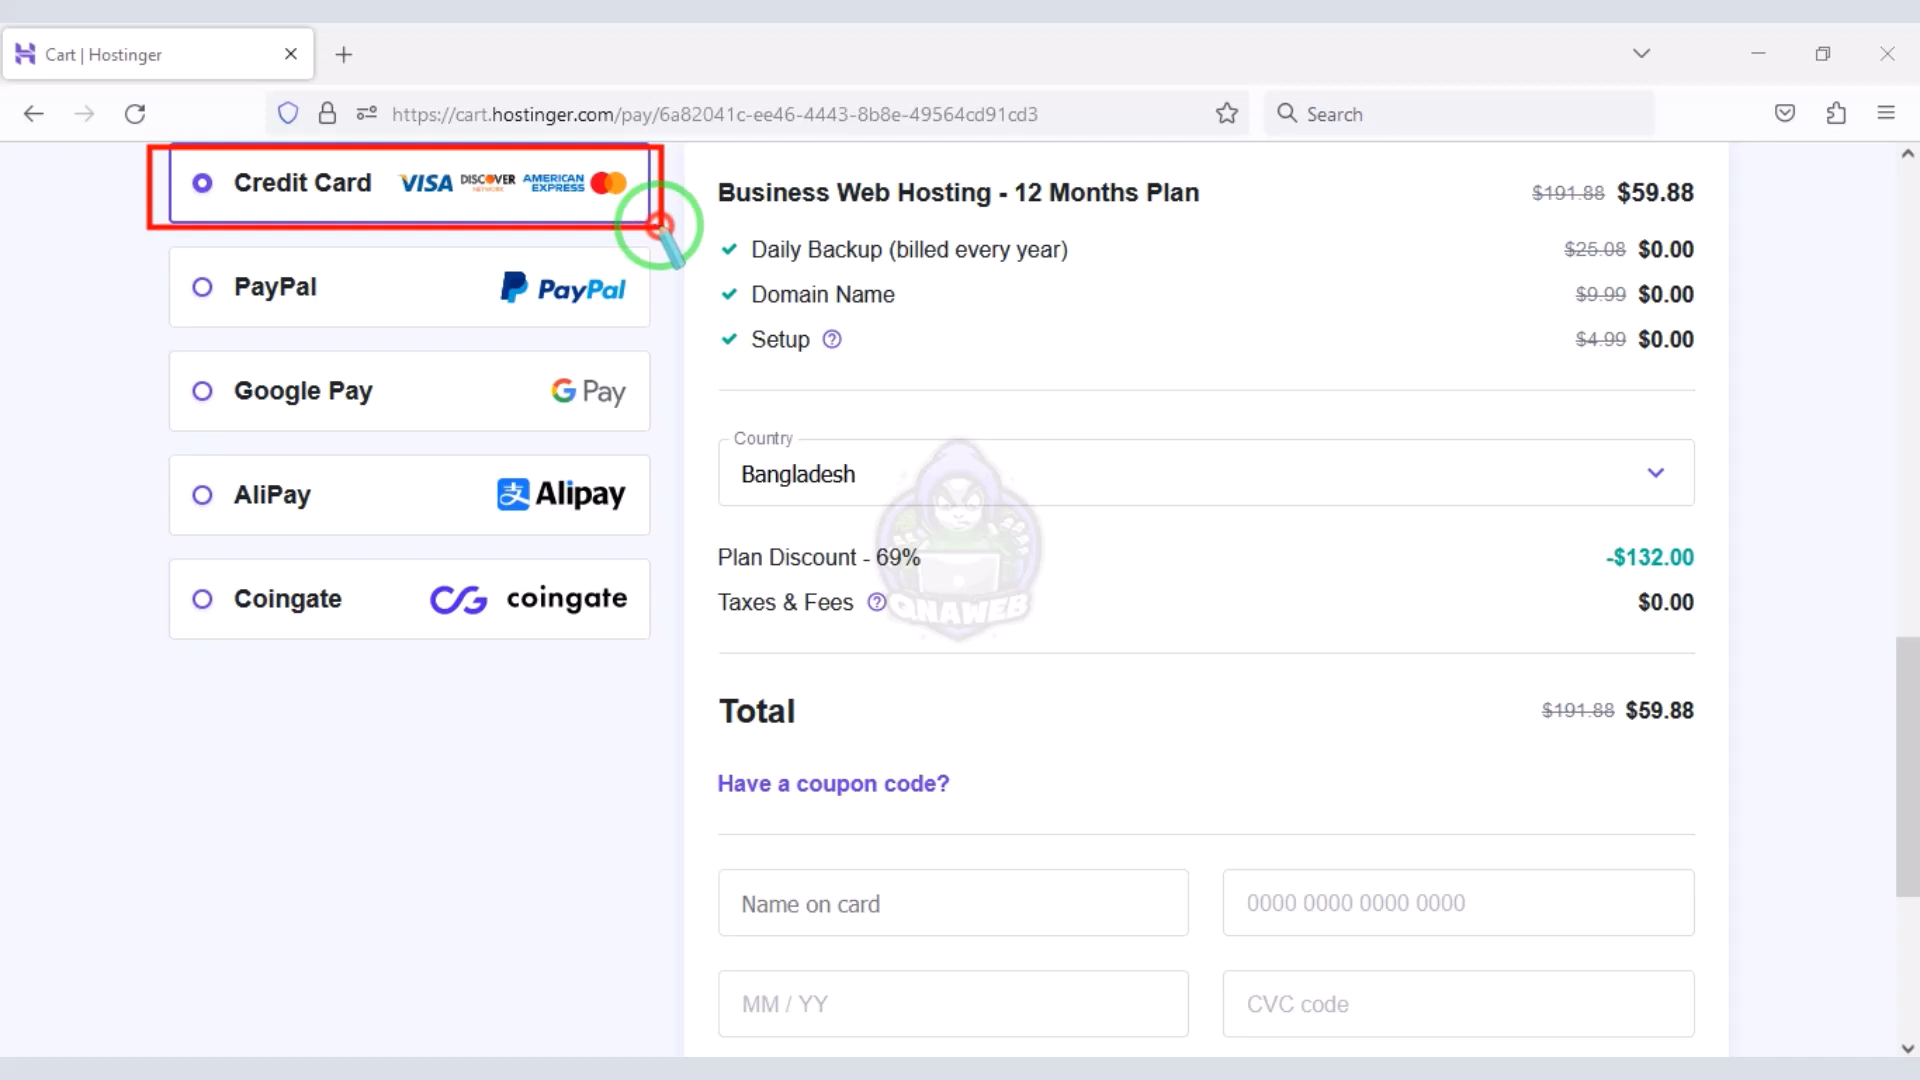 Cart | Hostinger
https://cart.hostinger.com/pay/6a82041c-ee46-4443-8b8e-49564cd91cd3
Search
Credit Card VISA DISCOVER NETWORK AMERICAN EXPRESS
PayPal PayPal
Google Pay G Pay
AliPay 支 Alipay
Coingate coingate
Business Web Hosting - 12 Months Plan $191.88 $59.88
Daily Backup (billed every year) $25.08 $0.00
Domain Name $9.99 $0.00
Setup $4.99 $0.00
Country
Bangladesh
Plan Discount - 69% -$132.00
Taxes & Fees $0.00
QNAWEB
Total $191.88 $59.88
Have a coupon code?
Name on card 0000 0000 0000 0000
MM / YY CVC code